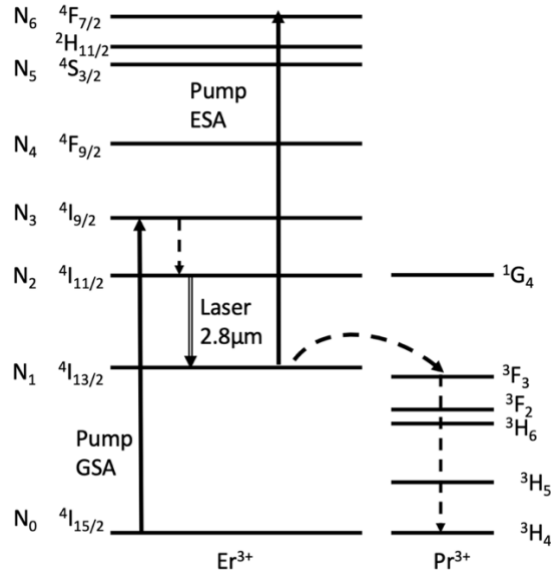 N₆ ⁴F₇/₂
²H₁₁/₂
N₅ ⁴S₃/₂
Pump
ESA
N₄ ⁴F₉/₂
N₃ ⁴I₉/₂
N₂ ⁴I₁₁/₂ ¹G₄
Laser
2.8μm
N₁ ⁴I₁₃/₂ ³F₃
³F₂
³H₆
Pump
GSA
³H₅
N₀ ⁴I₁₅/₂ ³H₄
Er³⁺ Pr³⁺